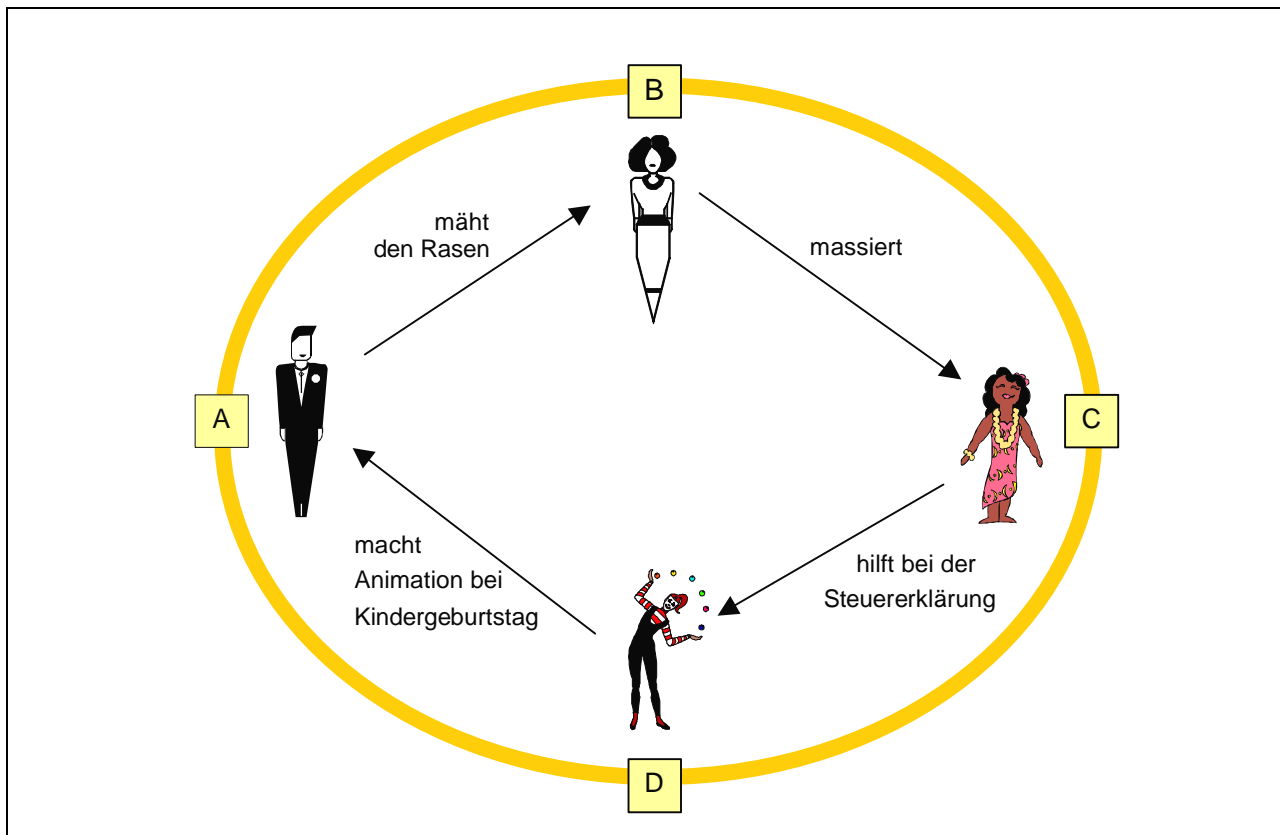 B
mäht
den Rasen
massiert
A
C
macht
Animation bei
Kindergeburtstag
hilft bei der
Steuererklärung
D